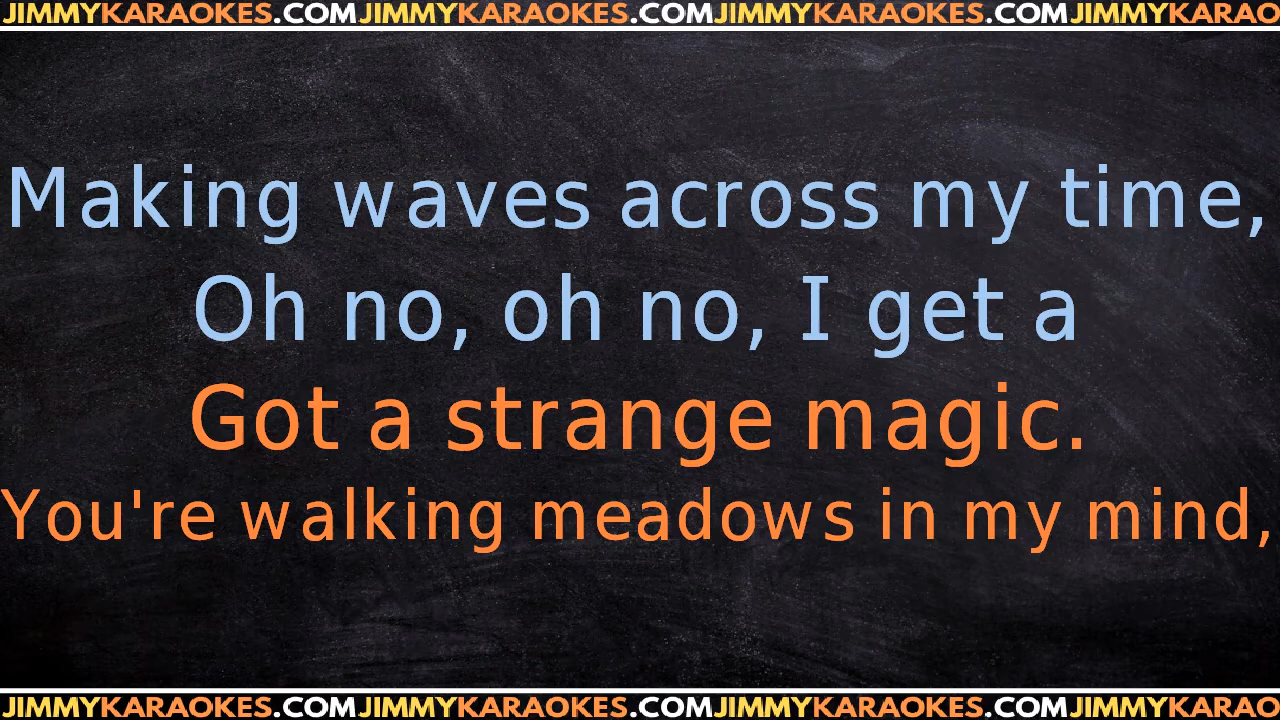 JIMMYKARAOKES.COMJIMMYKARAOKES.COMJIMMYKARAOKES.COMJIMMYKARAO
Making waves across my time,
Oh no, oh no, I get a
Got a strange magic.
You're walking meadows in my mind,
JIMMYKARAOKES.COMJIMMYKARAOKES.COMJIMMYKARAOKES.COMJIMMYKARAO